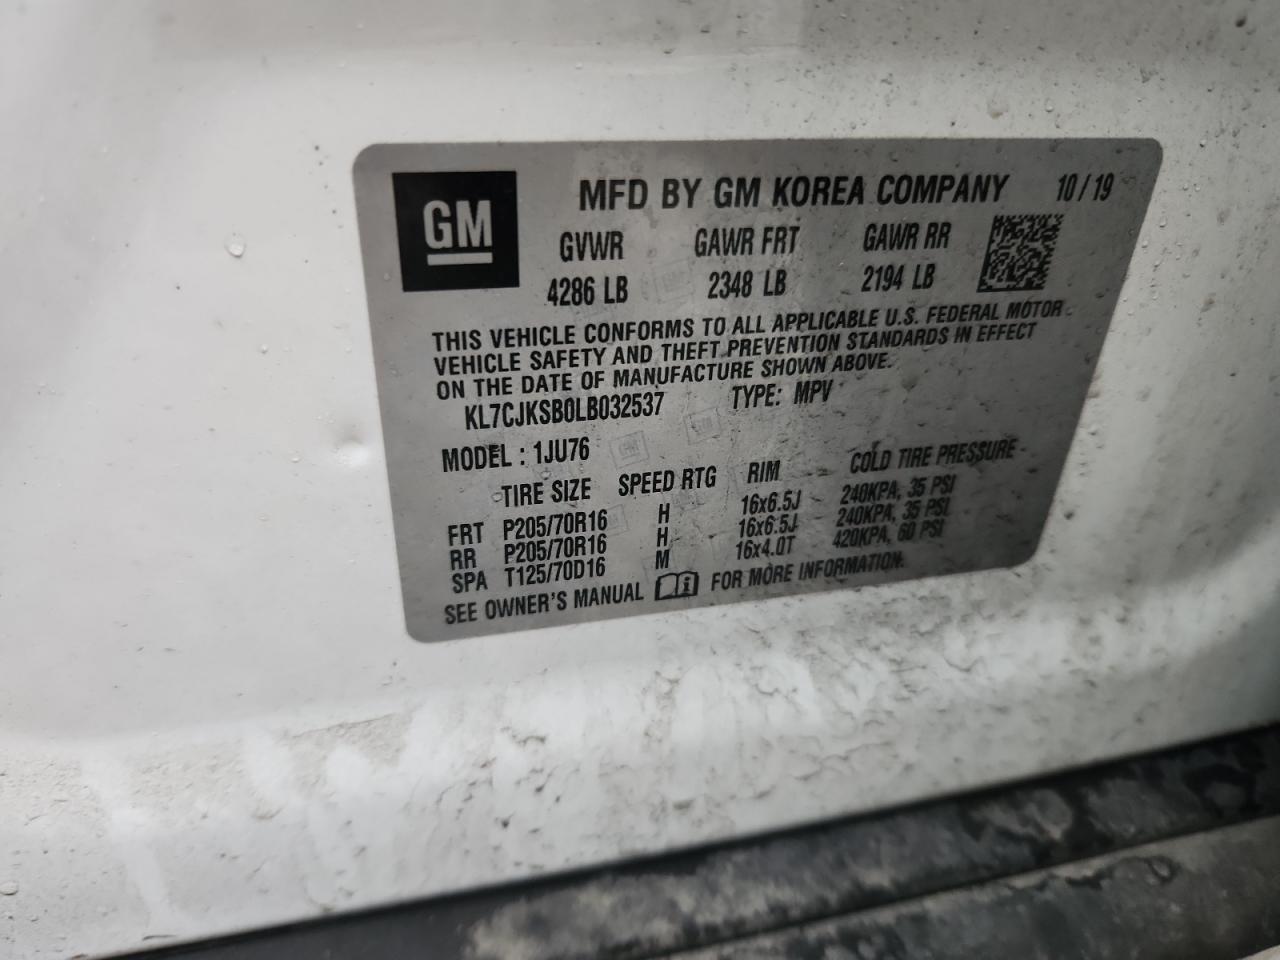 GM
MFD BY GM KOREA COMPANY 10/19
GVWR GAWR FRT GAWR RR
4286 LB 2348 LB 2194 LB
THIS VEHICLE CONFORMS TO ALL APPLICABLE U.S. FEDERAL MOTOR
VEHICLE SAFETY AND THEFT PREVENTION STANDARDS IN EFFECT
ON THE DATE OF MANUFACTURE SHOWN ABOVE.
KL7CJKSB0LB032537 TYPE: MPV
MODEL : 1JU76
TIRE SIZE SPEED RTG RIM COLD TIRE PRESSURE
FRT P205/70R16 H 16x6.5J 240KPA, 35 PSI
RR P205/70R16 H 16x6.5J 240KPA, 35 PSI
SPA T125/70D16 M 16x4.0T 420KPA, 60 PSI
SEE OWNER'S MANUAL FOR MORE INFORMATION.